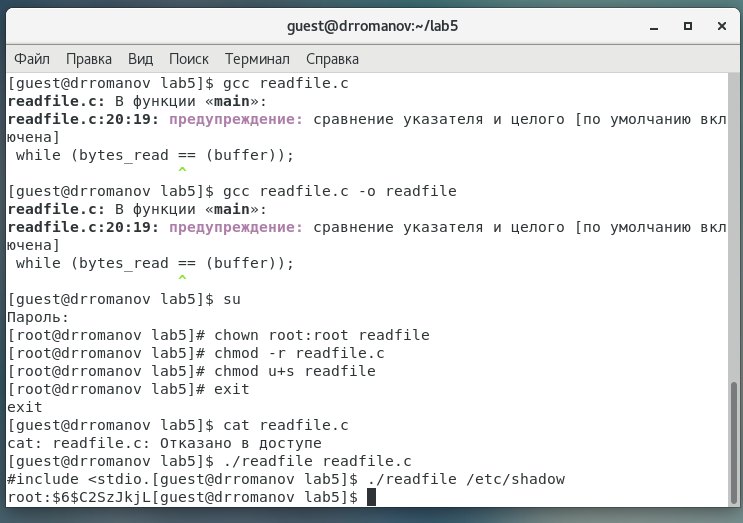 guest@drromanov:~/lab5
Файл Правка Вид Поиск Терминал Справка
[guest@drromanov lab5]$ gcc readfile.c
readfile.c: В функции «main»:
readfile.c:20:19: предупреждение: сравнение указателя и целого [по умолчанию вкл
ючена]
 while (bytes_read == (buffer));
                   ^
[guest@drromanov lab5]$ gcc readfile.c -o readfile
readfile.c: В функции «main»:
readfile.c:20:19: предупреждение: сравнение указателя и целого [по умолчанию вкл
ючена]
 while (bytes_read == (buffer));
                   ^
[guest@drromanov lab5]$ su
Пароль:
[root@drromanov lab5]# chown root:root readfile
[root@drromanov lab5]# chmod -r readfile.c
[root@drromanov lab5]# chmod u+s readfile
[root@drromanov lab5]# exit
exit
[guest@drromanov lab5]$ cat readfile.c
cat: readfile.c: Отказано в доступе
[guest@drromanov lab5]$ ./readfile readfile.c
#include <stdio.[guest@drromanov lab5]$ ./readfile /etc/shadow
root:$6$C2SzJkjL[guest@drromanov lab5]$